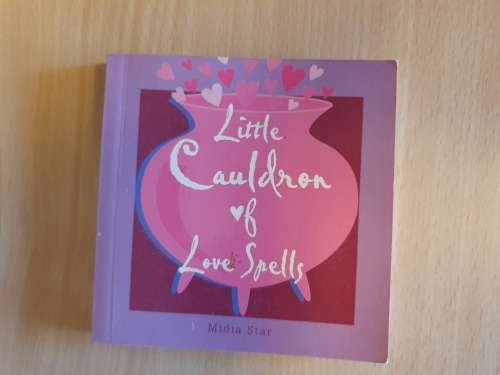 Little
Cauldron
of
Love Spells
Midia Star